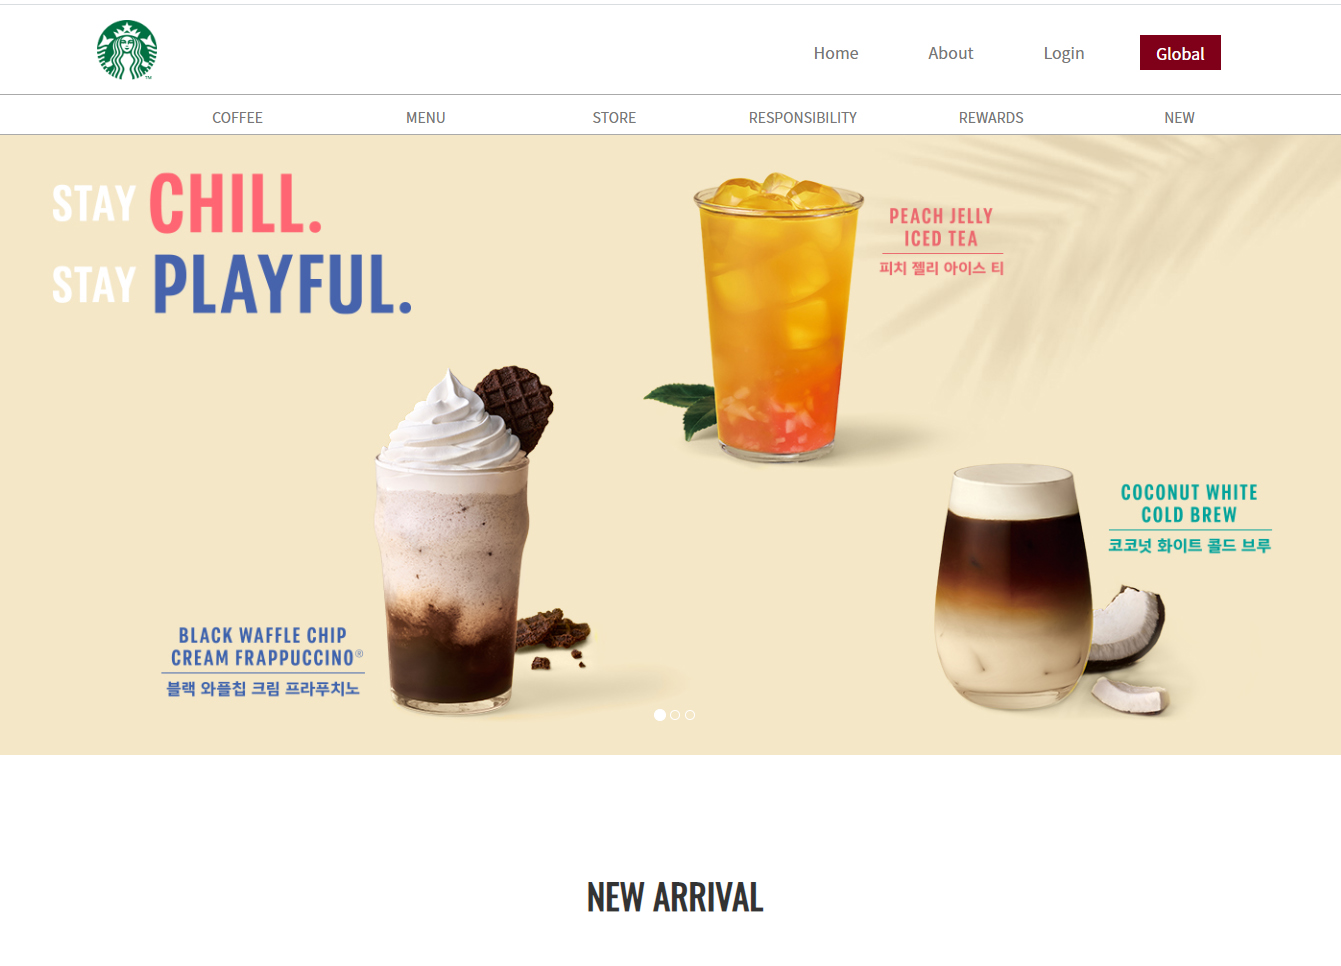 Home About Login Global
COFFEE MENU STORE RESPONSIBILITY REWARDS NEW
STAY CHILL.
STAY PLAYFUL.
PEACH JELLY
ICED TEA
피치 젤리 아이스 티
COCONUT WHITE
COLD BREW
코코넛 화이트 콜드 브루
BLACK WAFFLE CHIP
CREAM FRAPPUCCINO®
블랙 와플칩 크림 프라푸치노
NEW ARRIVAL